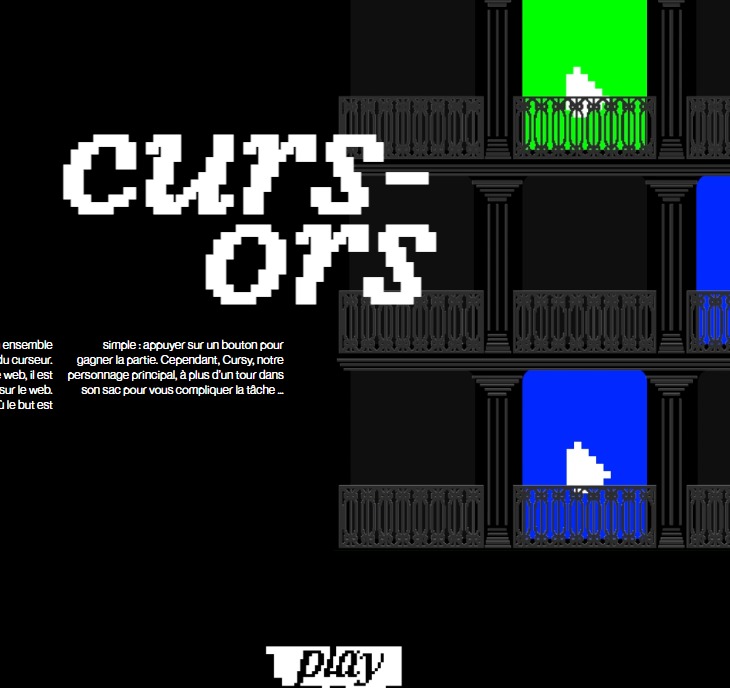 curs-
ors
ensemble
du curseur.
web, il est
sur le web.
ù le but est
simple : appuyer sur un bouton pour
gagner la partie. Cependant, Cursy, notre
personnage principal, à plus d'un tour dans
son sac pour vous compliquer la tâche ...
play